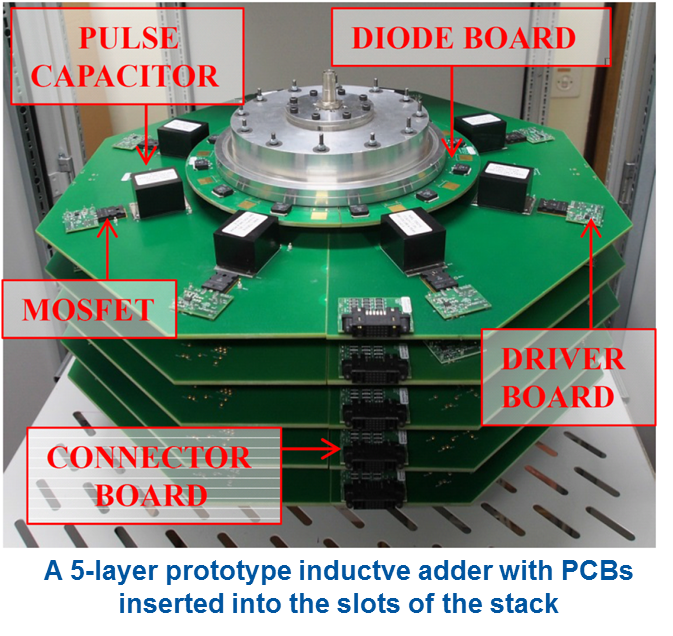 PULSE
CAPACITOR
DIODE BOARD
MOSFET
DRIVER
BOARD
CONNECTOR
BOARD
A 5-layer prototype inductve adder with PCBs
inserted into the slots of the stack